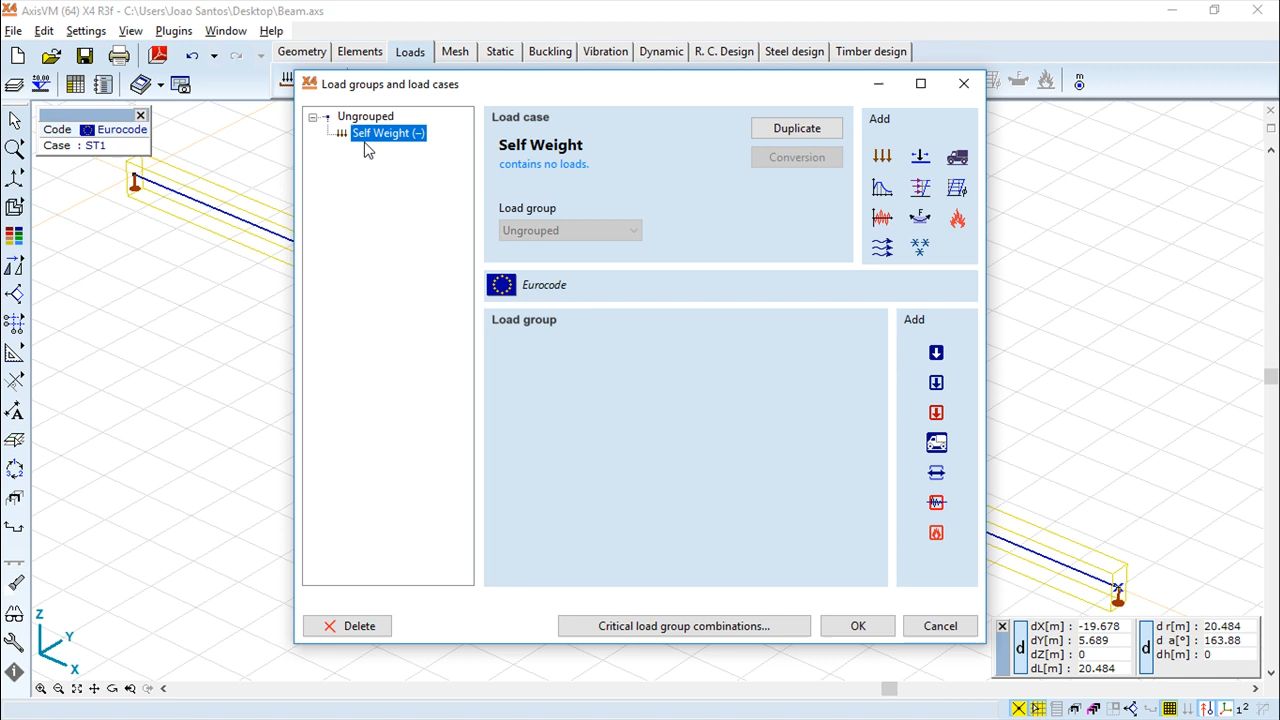 AxisVM (64) X4 R3f - C:\Users\Joao Santos\Desktop\Beam.axs
File Edit Settings View Plugins Window Help
Geometry Elements Loads Mesh Static Buckling Vibration Dynamic R. C. Design Steel design Timber design
X4 Load groups and load cases
Code Eurocode
Case : ST1
Ungrouped
Self Weight (−)
Load case
Self Weight
contains no loads.
Duplicate
Conversion
Load group
Ungrouped
Add
Eurocode
Load group
Add
Delete
Critical load group combinations...
OK
Cancel
Z
Y
X
d
dX[m] : -19.678
dY[m] : 5.689
dZ[m] : 0
dL[m] : 20.484
d
d r[m] : 20.484
d a[°] : 163.88
dh[m] : 0